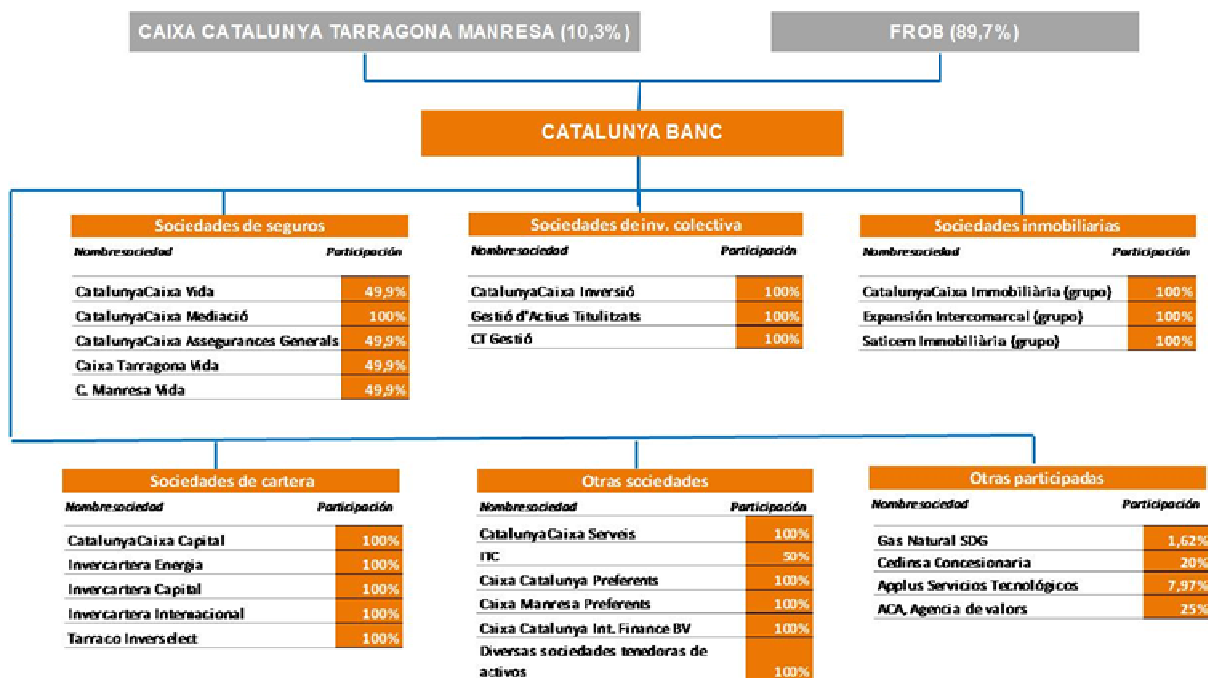 CAIXA CATALUNYA TARRAGONA MANRESA (10,3%)
FROB (89,7%)
CATALUNYA BANC
Sociedades de seguros
Nombre sociedad Participación
CatalunyaCaixa Vida 49,9%
CatalunyaCaixa Mediació 100%
CatalunyaCaixa Assegurances Generals 49,9%
Caixa Tarragona Vida 49,9%
C. Manresa Vida 49,9%
Sociedades de inv. colectiva
Nombre sociedad Participación
CatalunyaCaixa Inversió 100%
Gestió d'Actius Titulitzats 100%
CT Gestió 100%
Sociedades inmobiliarias
Nombre sociedad Participación
CatalunyaCaixa Immobiliària (grupo) 100%
Expansión Intercomarcal (grupo) 100%
Saticem Immobiliària (grupo) 100%
Sociedades de cartera
Nombre sociedad Participación
CatalunyaCaixa Capital 100%
Invercartera Energia 100%
Invercartera Capital 100%
Invercartera Internacional 100%
Tarraco Inverselect 100%
Otras sociedades
Nombre sociedad Participación
CatalunyaCaixa Serveis 100%
ITC 50%
Caixa Catalunya Preferents 100%
Caixa Manresa Preferents 100%
Caixa Catalunya Int. Finance BV 100%
Diversas sociedades tenedoras de
activos 100%
Otras participadas
Nombre sociedad Participación
Gas Natural SDG 1,62%
Cedinsa Concesionaria 20%
Applus Servicios Tecnológicos 7,97%
ACA, Agencia de valors 25%